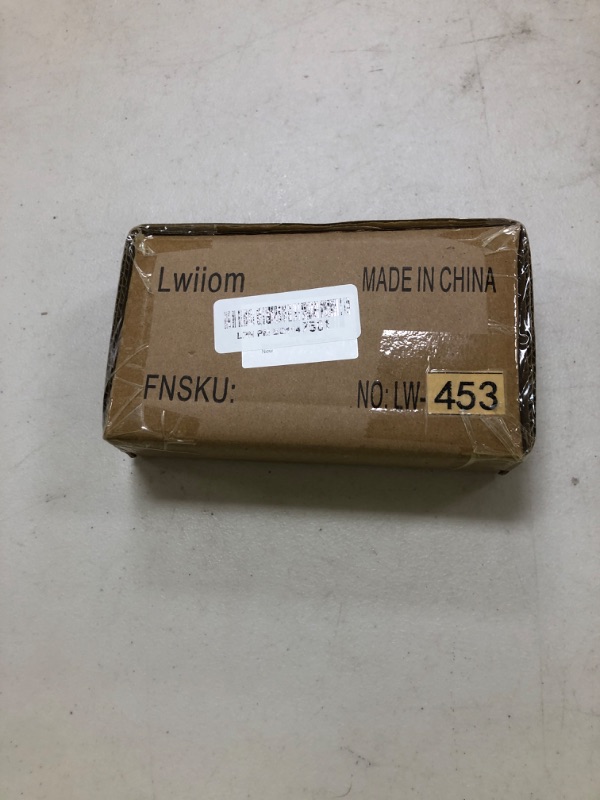 Lwiiom
MADE IN CHINA
FNSKU:
NO: LW-453